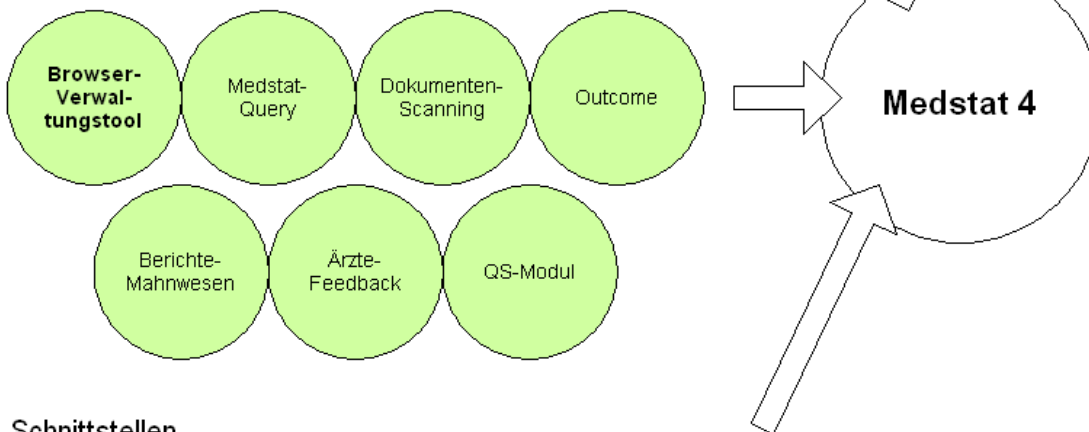 Browser-
Verwal-
tungstool
Medstat-
Query
Dokumenten-
Scanning
Outcome
Medstat 4
Berichte-
Mahnwesen
Ärzte-
Feedback
QS-Modul
Schnittstellen